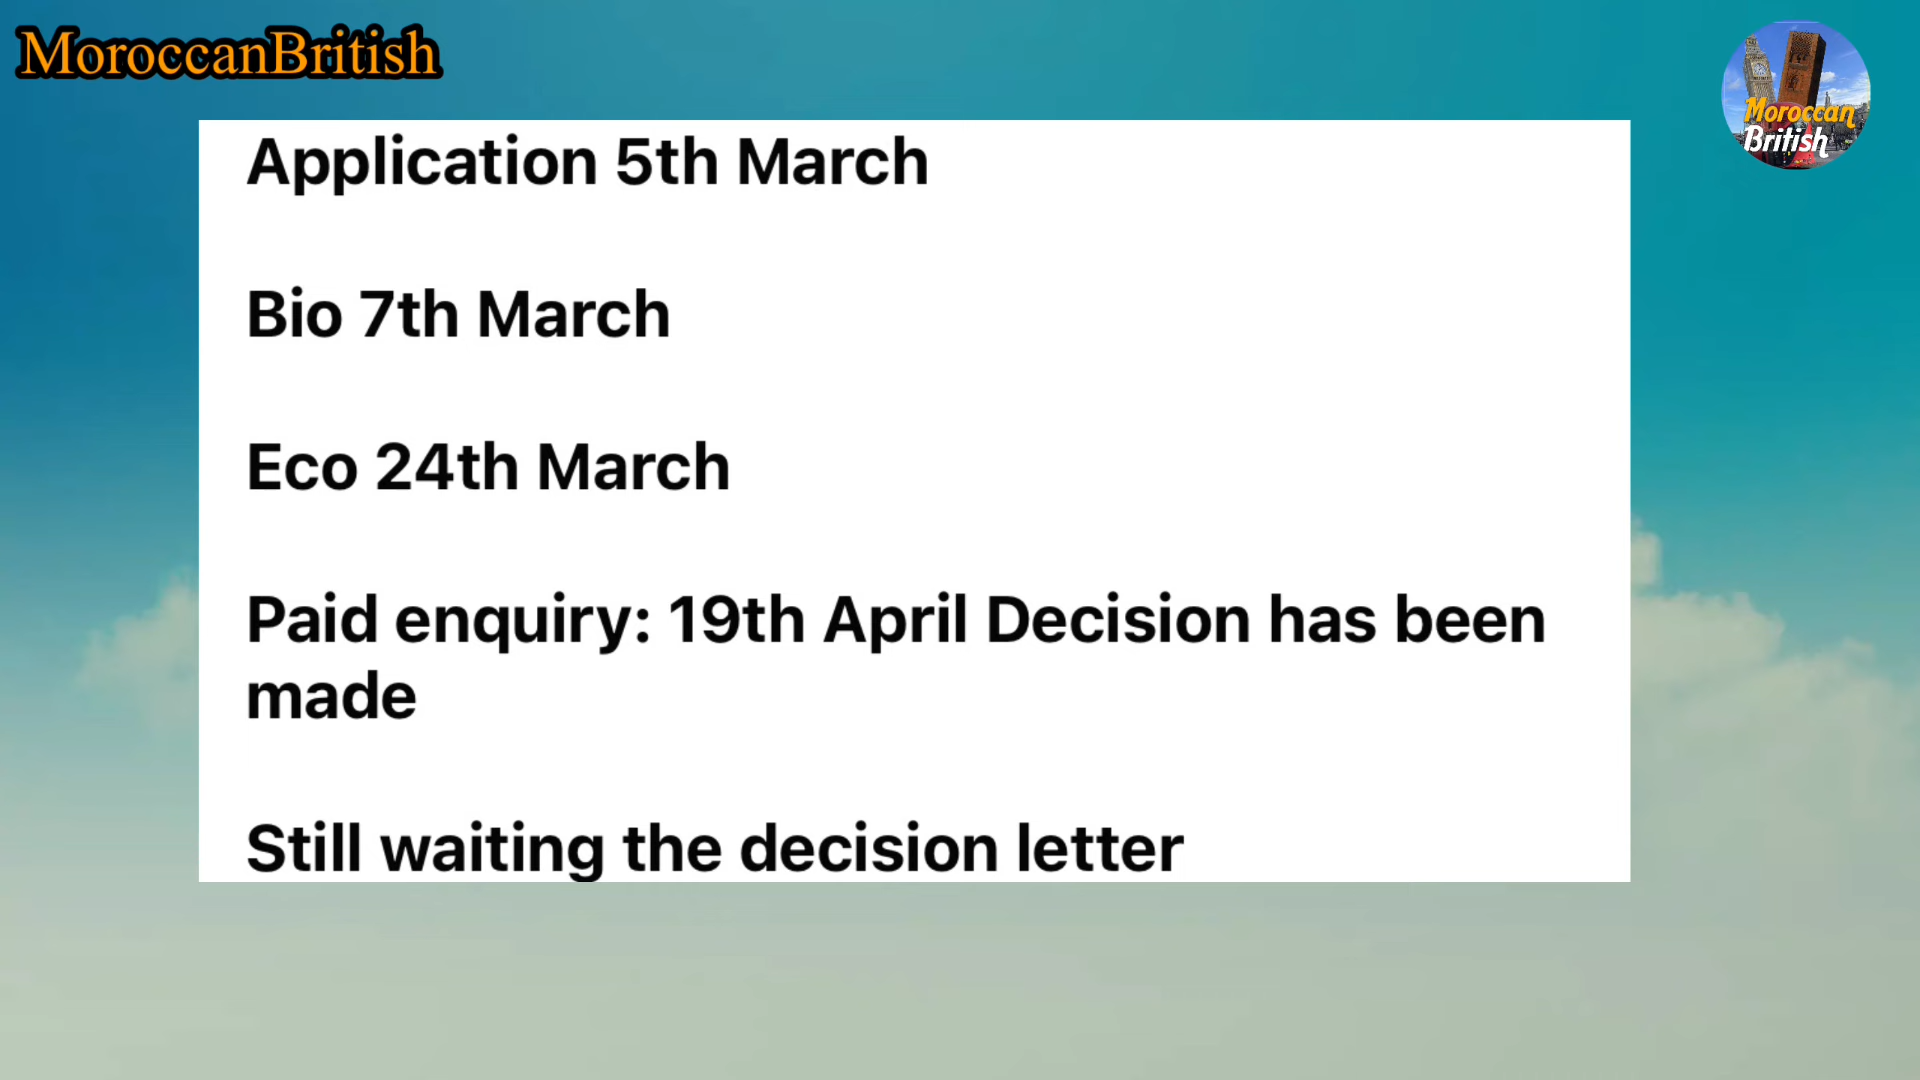 MoroccanBritish
Moroccan
British
Application 5th March
Bio 7th March
Eco 24th March
Paid enquiry: 19th April Decision has been
made
Still waiting the decision letter